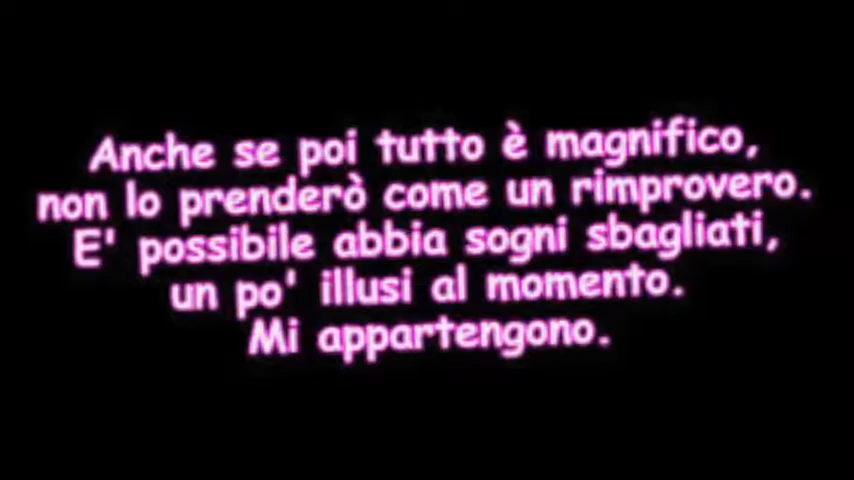 Anche se poi tutto è magnifico,
non lo prenderò come un rimprovero.
E' possibile abbia sogni sbagliati,
un po' illusi al momento.
Mi appartengono.